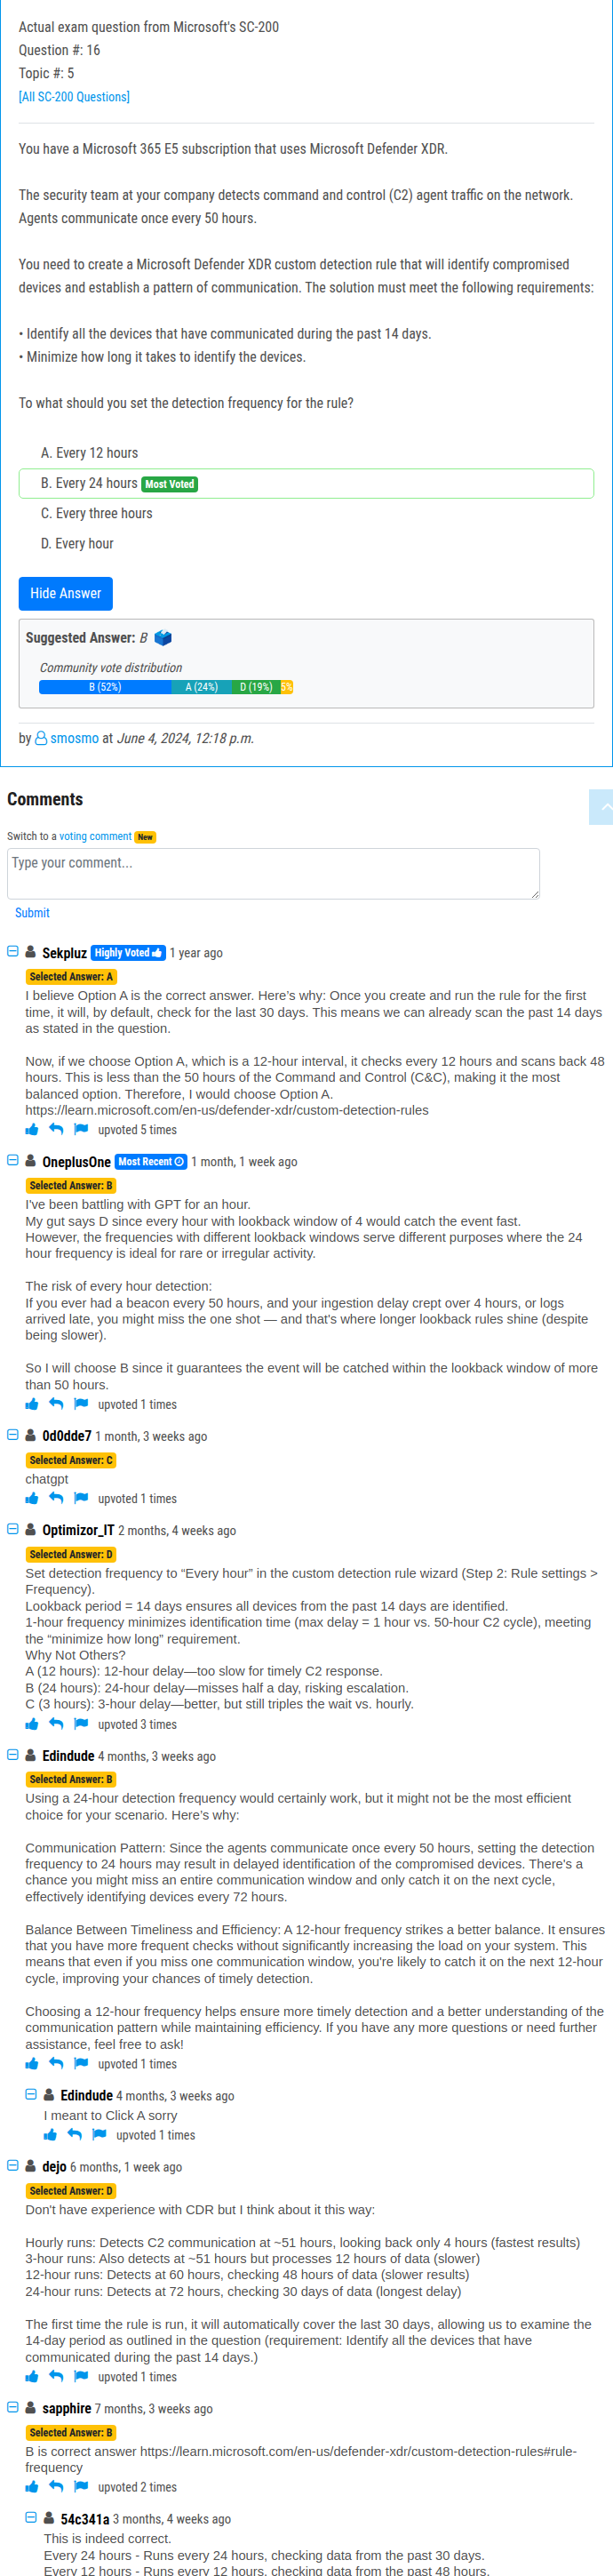 Actual exam question from Microsoft's SC-200
Question #: 16
Topic #: 5
[All SC-200 Questions]
You have a Microsoft 365 E5 subscription that uses Microsoft Defender XDR.
The security team at your company detects command and control (C2) agent traffic on the network.
Agents communicate once every 50 hours.
You need to create a Microsoft Defender XDR custom detection rule that will identify compromised
devices and establish a pattern of communication. The solution must meet the following requirements:
• Identify all the devices that have communicated during the past 14 days.
• Minimize how long it takes to identify the devices.
To what should you set the detection frequency for the rule?
A. Every 12 hours
B. Every 24 hours Most Voted
C. Every three hours
D. Every hour
Hide Answer
Suggested Answer: B
Community vote distribution
B (52%) A (24%) D (19%) 5%
by smosmo at June 4, 2024, 12:18 p.m.
Comments
Switch to a voting comment New
Type your comment...
Submit
Sekpluz Highly Voted 1 year ago
Selected Answer: A
I believe Option A is the correct answer. Here's why: Once you create and run the rule for the first
time, it will, by default, check for the last 30 days. This means we can already scan the past 14 days
as stated in the question.
Now, if we choose Option A, which is a 12-hour interval, it checks every 12 hours and scans back 48
hours. This is less than the 50 hours of the Command and Control (C&C), making it the most
balanced option. Therefore, I would choose Option A.
https://learn.microsoft.com/en-us/defender-xdr/custom-detection-rules
upvoted 5 times
OneplusOne Most Recent 1 month, 1 week ago
Selected Answer: B
I've been battling with GPT for an hour.
My gut says D since every hour with lookback window of 4 would catch the event fast.
However, the frequencies with different lookback windows serve different purposes where the 24
hour frequency is ideal for rare or irregular activity.
The risk of every hour detection:
If you ever had a beacon every 50 hours, and your ingestion delay crept over 4 hours, or logs
arrived late, you might miss the one shot — and that's where longer lookback rules shine (despite
being slower).
So I will choose B since it guarantees the event will be catched within the lookback window of more
than 50 hours.
upvoted 1 times
0d0dde7 1 month, 3 weeks ago
Selected Answer: C
chatgpt
upvoted 1 times
Optimizor_IT 2 months, 4 weeks ago
Selected Answer: D
Set detection frequency to “Every hour” in the custom detection rule wizard (Step 2: Rule settings >
Frequency).
Lookback period = 14 days ensures all devices from the past 14 days are identified.
1-hour frequency minimizes identification time (max delay = 1 hour vs. 50-hour C2 cycle), meeting
the “minimize how long” requirement.
Why Not Others?
A (12 hours): 12-hour delay—too slow for timely C2 response.
B (24 hours): 24-hour delay—misses half a day, risking escalation.
C (3 hours): 3-hour delay—better, but still triples the wait vs. hourly.
upvoted 3 times
Edindude 4 months, 3 weeks ago
Selected Answer: B
Using a 24-hour detection frequency would certainly work, but it might not be the most efficient
choice for your scenario. Here's why:
Communication Pattern: Since the agents communicate once every 50 hours, setting the detection
frequency to 24 hours may result in delayed identification of the compromised devices. There's a
chance you might miss an entire communication window and only catch it on the next cycle,
effectively identifying devices every 72 hours.
Balance Between Timeliness and Efficiency: A 12-hour frequency strikes a better balance. It ensures
that you have more frequent checks without significantly increasing the load on your system. This
means that even if you miss one communication window, you're likely to catch it on the next 12-hour
cycle, improving your chances of timely detection.
Choosing a 12-hour frequency helps ensure more timely detection and a better understanding of the
communication pattern while maintaining efficiency. If you have any more questions or need further
assistance, feel free to ask!
upvoted 1 times
Edindude 4 months, 3 weeks ago
I meant to Click A sorry
upvoted 1 times
dejo 6 months, 1 week ago
Selected Answer: D
Don't have experience with CDR but I think about it this way:
Hourly runs: Detects C2 communication at ~51 hours, looking back only 4 hours (fastest results)
3-hour runs: Also detects at ~51 hours but processes 12 hours of data (slower)
12-hour runs: Detects at 60 hours, checking 48 hours of data (slower results)
24-hour runs: Detects at 72 hours, checking 30 days of data (longest delay)
The first time the rule is run, it will automatically cover the last 30 days, allowing us to examine the
14-day period as outlined in the question (requirement: Identify all the devices that have
communicated during the past 14 days.)
upvoted 1 times
sapphire 7 months, 3 weeks ago
Selected Answer: B
B is correct answer https://learn.microsoft.com/en-us/defender-xdr/custom-detection-rules#rule-
frequency
upvoted 2 times
54c341a 3 months, 4 weeks ago
This is indeed correct.
Every 24 hours - Runs every 24 hours, checking data from the past 30 days.
Every 12 hours - Runs every 12 hours, checking data from the past 48 hours.